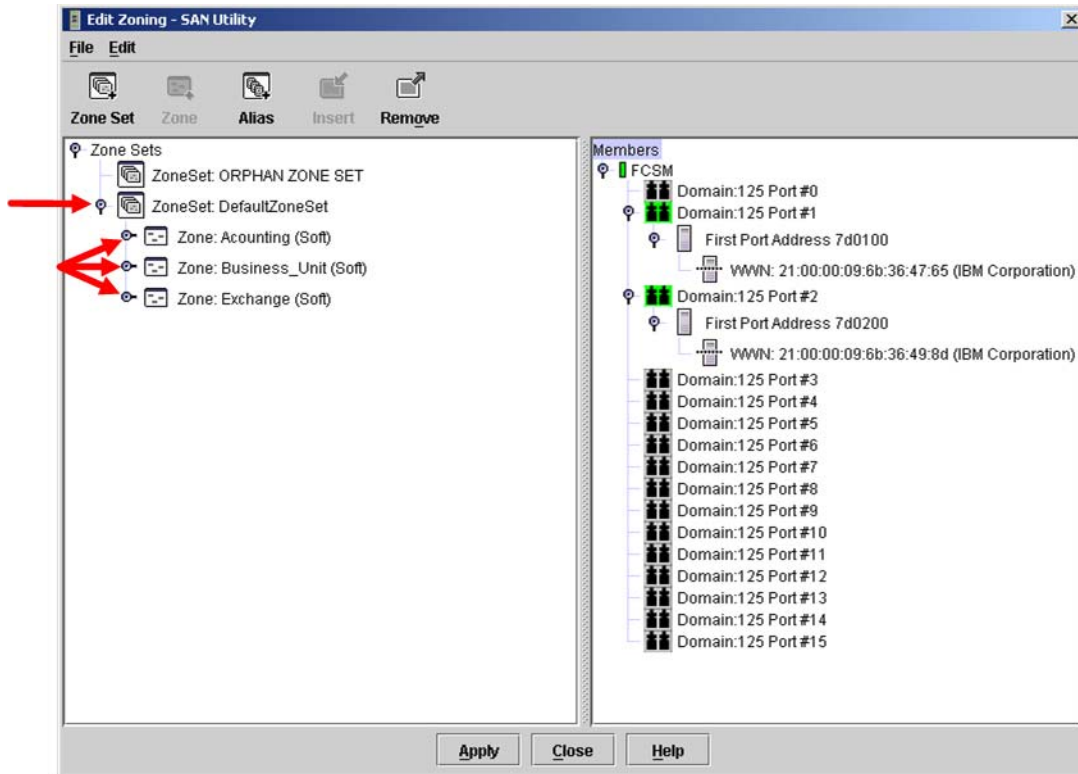 Edit Zoning - SAN Utility
File Edit
Zone Set Zone Alias Insert Remove
Zone Sets
ZoneSet: ORPHAN ZONE SET
ZoneSet: DefaultZoneSet
Zone: Acounting (Soft)
Zone: Business_Unit (Soft)
Zone: Exchange (Soft)
Members
FCSM
Domain:125 Port #0
Domain:125 Port #1
First Port Address 7d0100
WWN: 21:00:00:09:6b:36:47:65 (IBM Corporation)
Domain:125 Port #2
First Port Address 7d0200
WWN: 21:00:00:09:6b:36:49:8d (IBM Corporation)
Domain:125 Port #3
Domain:125 Port #4
Domain:125 Port #5
Domain:125 Port #6
Domain:125 Port #7
Domain:125 Port #8
Domain:125 Port #9
Domain:125 Port #10
Domain:125 Port #11
Domain:125 Port #12
Domain:125 Port #13
Domain:125 Port #14
Domain:125 Port #15
Apply Close Help